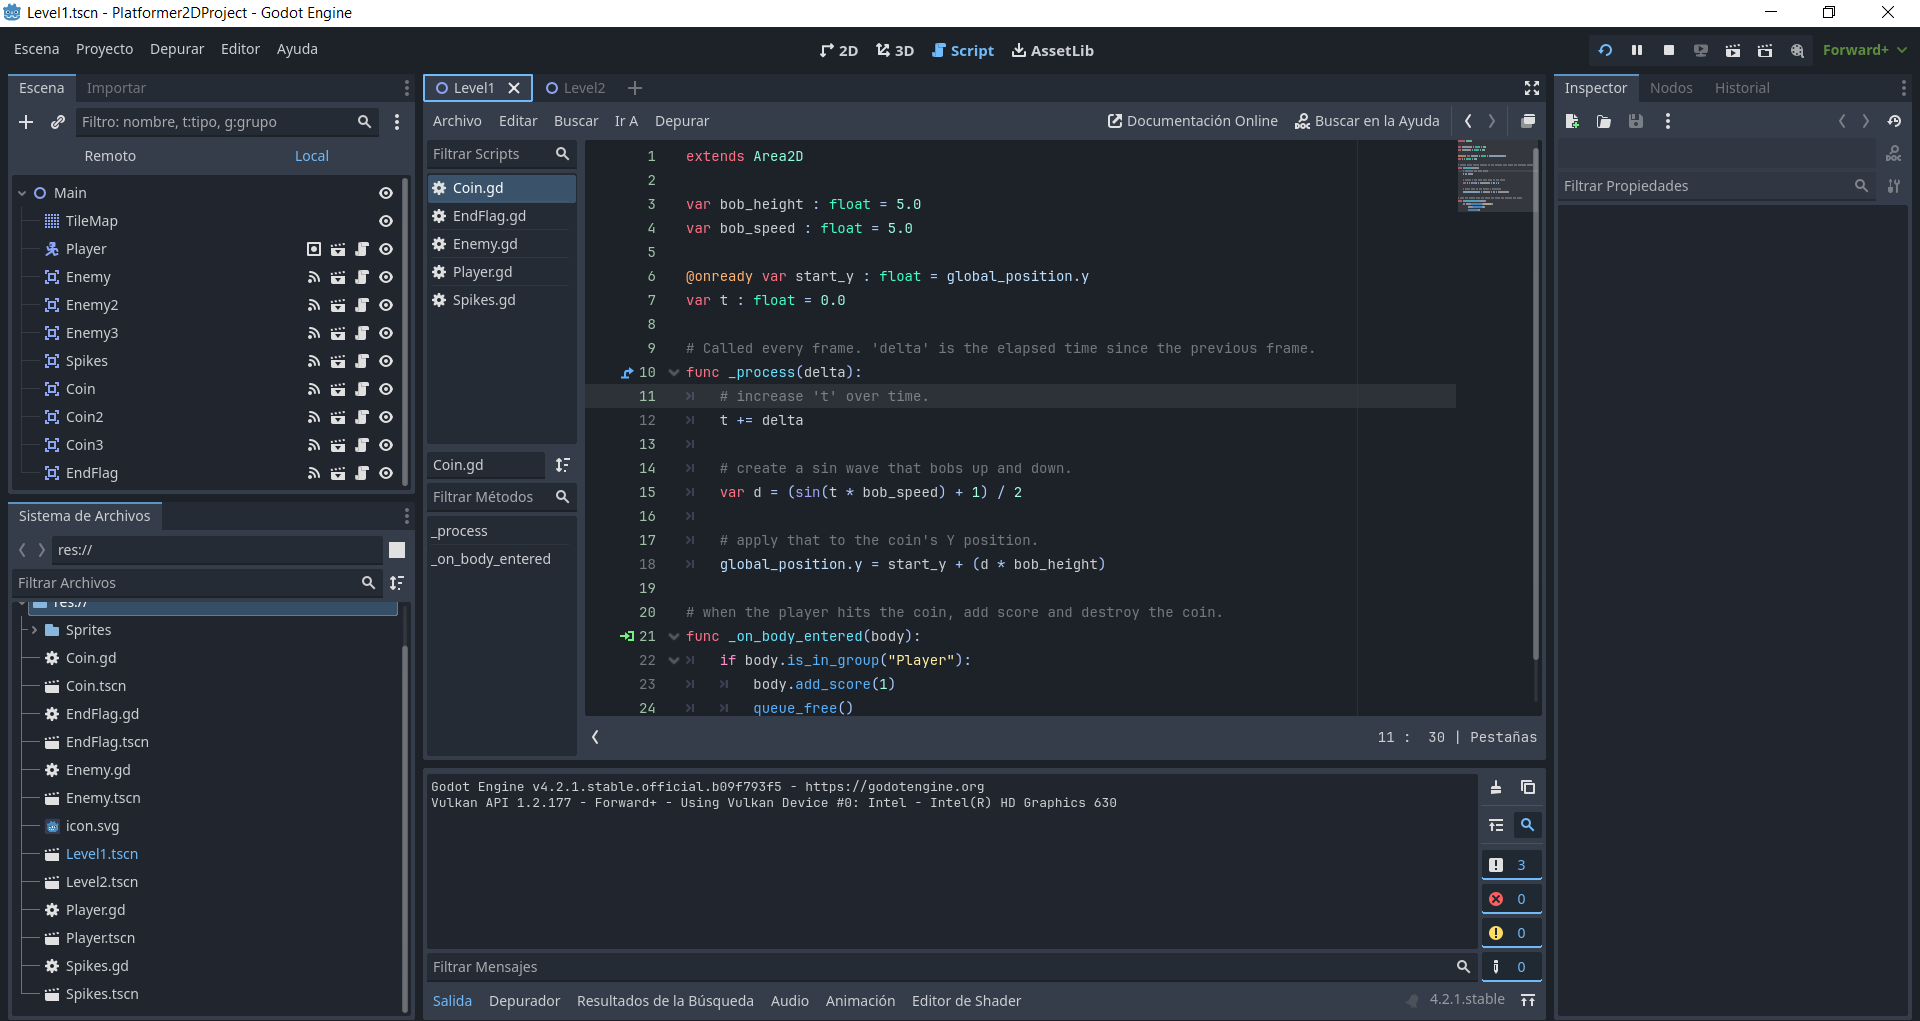 Level1.tscn - Platformer2DProject - Godot Engine
Escena Proyecto Depurar Editor Ayuda
2D 3D Script AssetLib
Forward+
Escena Importar
Filtro: nombre, t:tipo, g:grupo
Remoto Local
Main
TileMap
Player
Enemy
Enemy2
Enemy3
Spikes
Coin
Coin2
Coin3
EndFlag
Sistema de Archivos
res://
Filtrar Archivos
res://
Sprites
Coin.gd
Coin.tscn
EndFlag.gd
EndFlag.tscn
Enemy.gd
Enemy.tscn
icon.svg
Level1.tscn
Level2.tscn
Player.gd
Player.tscn
Spikes.gd
Spikes.tscn
Level1 Level2
Archivo Editar Buscar Ir A Depurar
Documentación Online Buscar en la Ayuda
Filtrar Scripts
Coin.gd
EndFlag.gd
Enemy.gd
Player.gd
Spikes.gd
Coin.gd
Filtrar Métodos
_process
_on_body_entered
1 extends Area2D
2
3 var bob_height : float = 5.0
4 var bob_speed : float = 5.0
5
6 @onready var start_y : float = global_position.y
7 var t : float = 0.0
8
9 # Called every frame. 'delta' is the elapsed time since the previous frame.
10 func _process(delta):
11 # increase 't' over time.
12 t += delta
13
14 # create a sin wave that bobs up and down.
15 var d = (sin(t * bob_speed) + 1) / 2
16
17 # apply that to the coin's Y position.
18 global_position.y = start_y + (d * bob_height)
19
20 # when the player hits the coin, add score and destroy the coin.
21 func _on_body_entered(body):
22 if body.is_in_group("Player"):
23 body.add_score(1)
24 queue_free()
11 : 30 | Pestañas
Godot Engine v4.2.1.stable.official.b09f793f5 - https://godotengine.org
Vulkan API 1.2.177 - Forward+ - Using Vulkan Device #0: Intel - Intel(R) HD Graphics 630
3
0
0
0
Filtrar Mensajes
Salida Depurador Resultados de la Búsqueda Audio Animación Editor de Shader
4.2.1.stable
Inspector Nodos Historial
DOC
Filtrar Propiedades